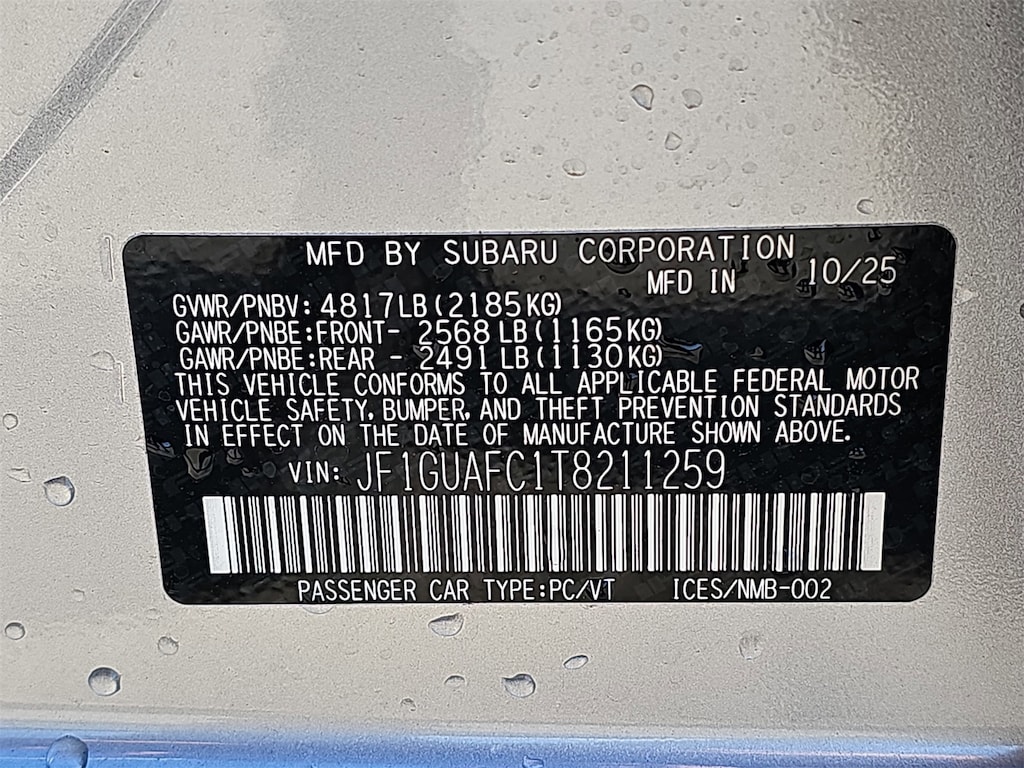 MFD BY SUBARU CORPORATION
MFD IN 10/25
GVWR/PNBV: 4817LB(2185KG)
GAWR/PNBE:FRONT- 2568 LB(1165KG)
GAWR/PNBE:REAR - 2491 LB(1130KG)
THIS VEHICLE CONFORMS TO ALL APPLICABLE FEDERAL MOTOR
VEHICLE SAFETY, BUMPER, AND THEFT PREVENTION STANDARDS
IN EFFECT ON THE DATE OF MANUFACTURE SHOWN ABOVE.
VIN: JF1GUAFC1T8211259
PASSENGER CAR TYPE:PC/VT ICES/NMB-002